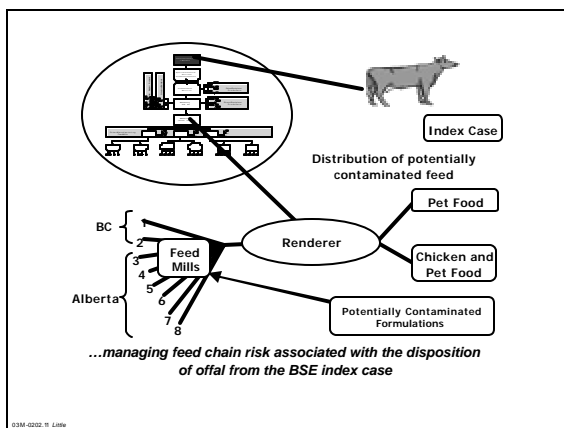 Index Case
Distribution of potentially
contaminated feed
Pet Food
BC
1
2
3
4
5
6
7
8
Feed
Mills
Renderer
Chicken and
Pet Food
Alberta
Potentially Contaminated
Formulations
...managing feed chain risk associated with the disposition
of offal from the BSE index case
03M-0202.11 Little